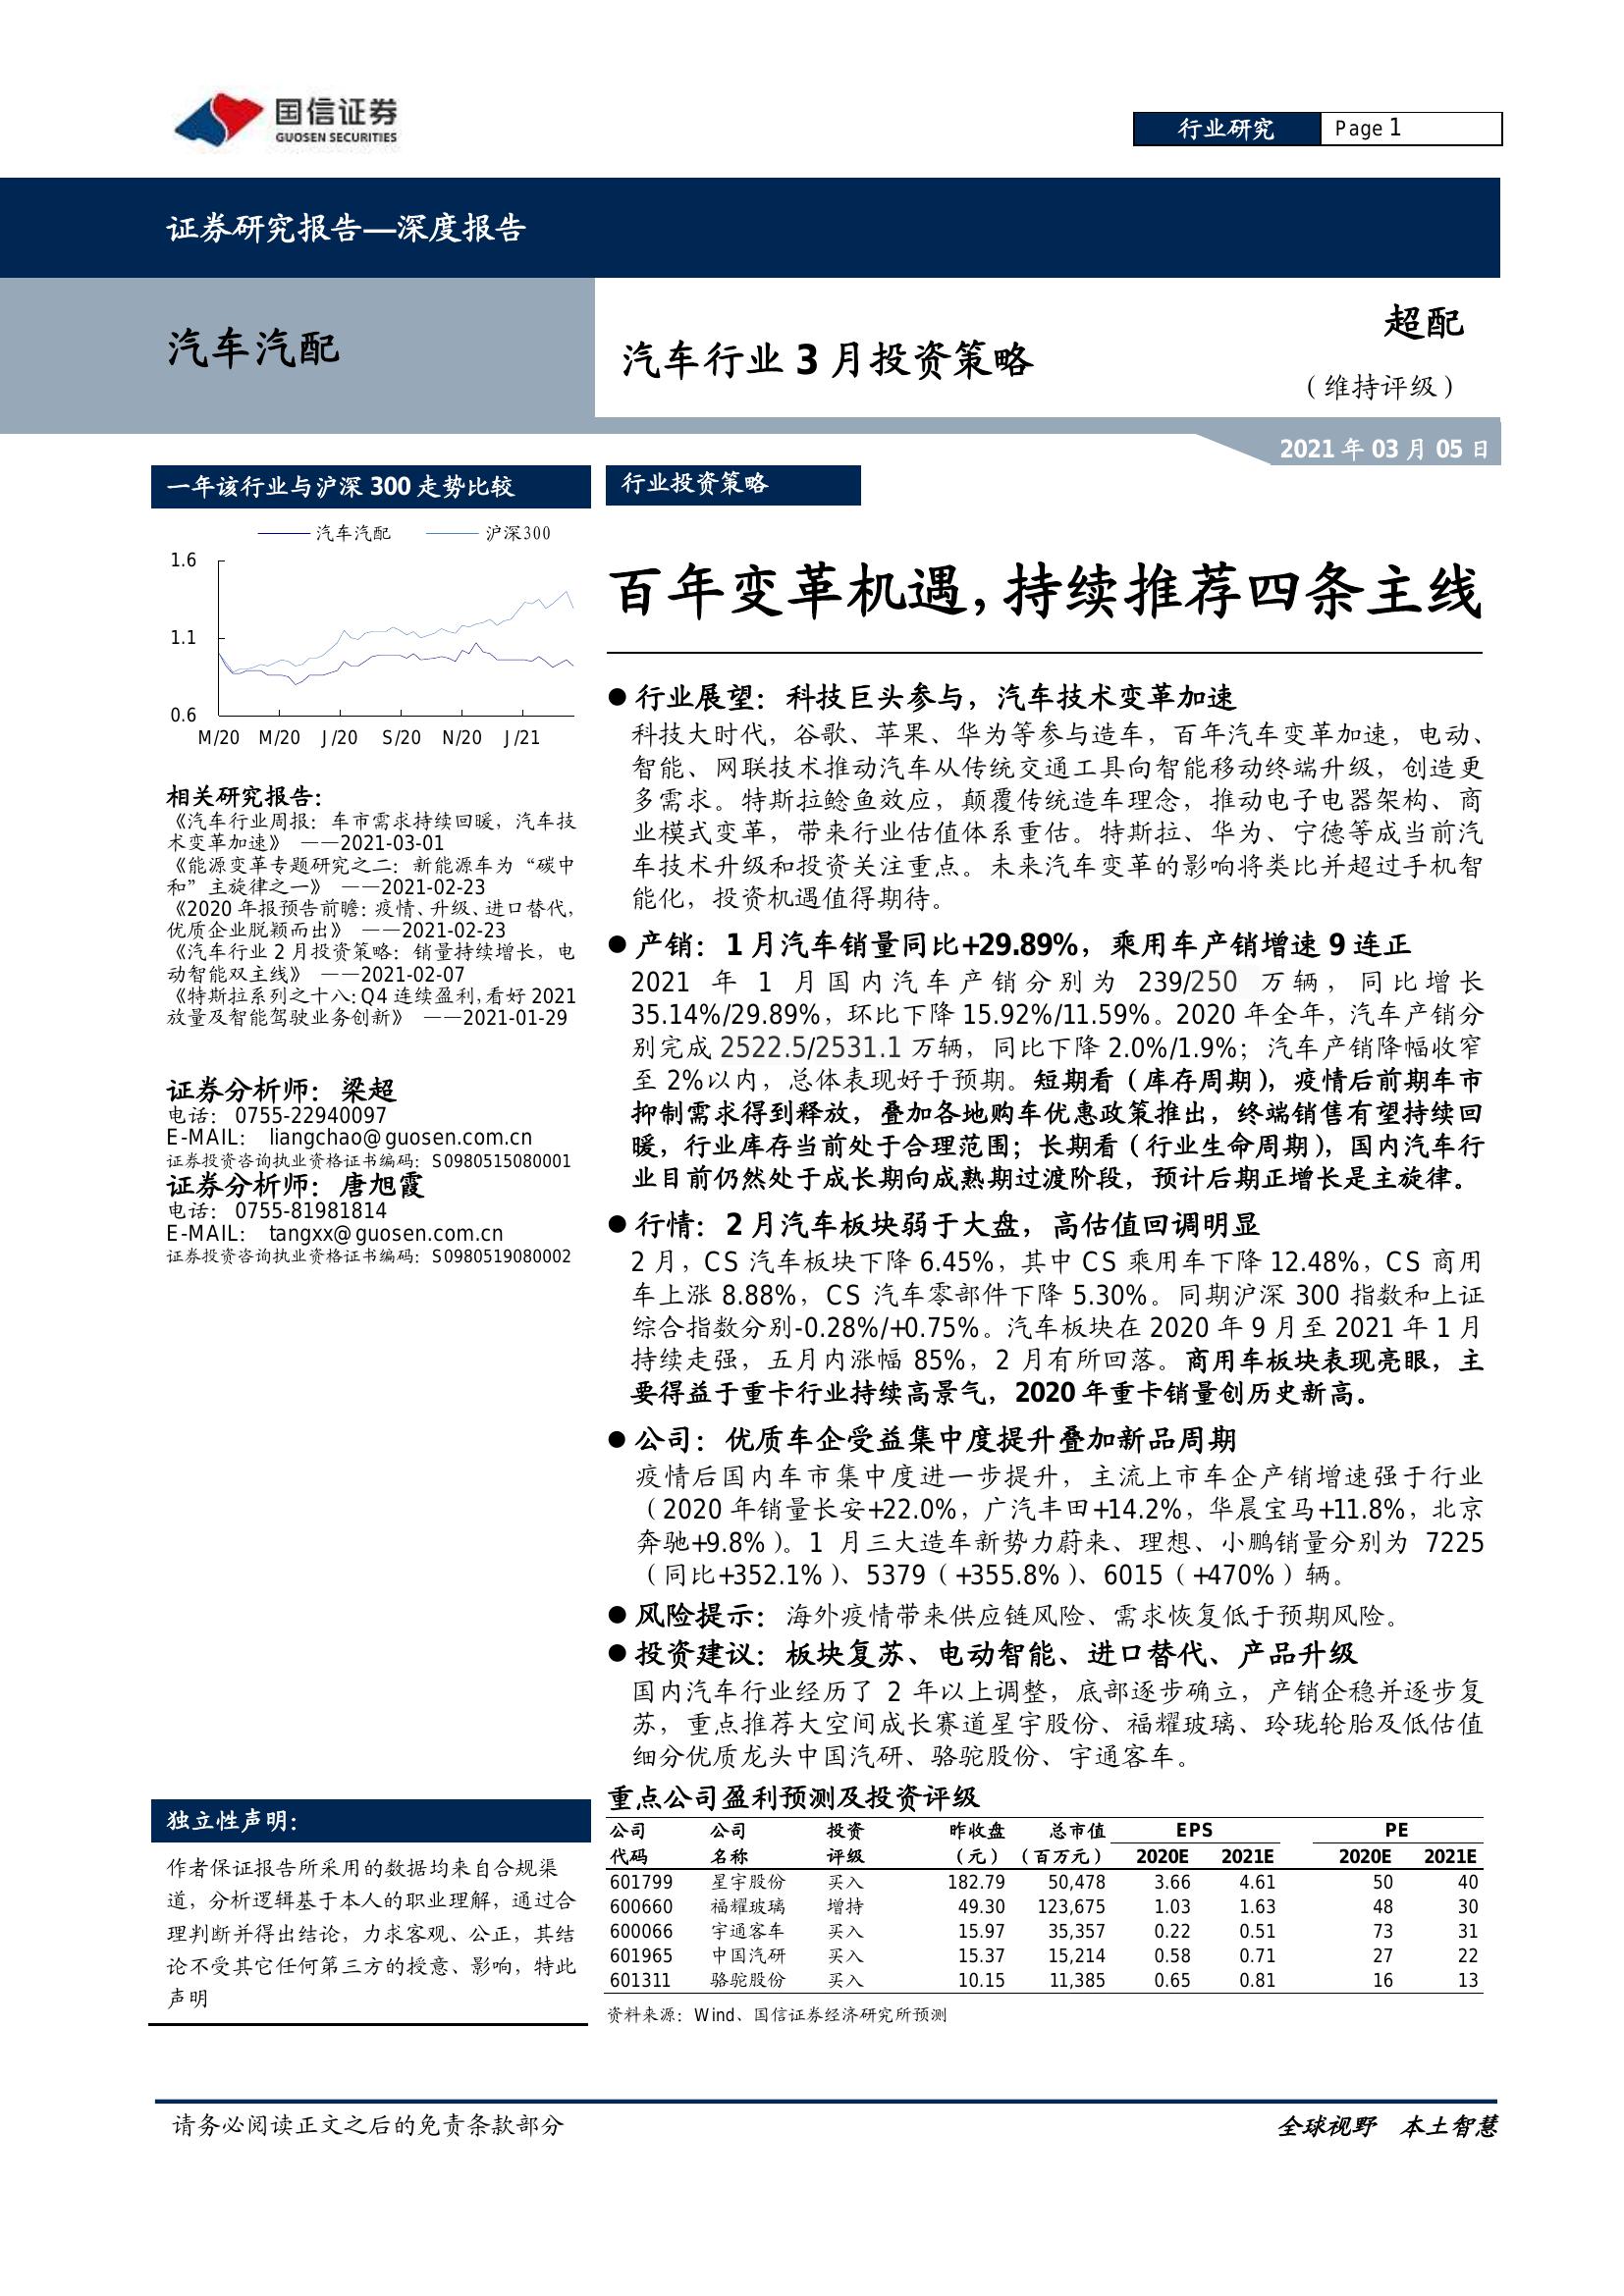 国信证券
GUOSEN SECURITIES
行业研究
Page 1
证券研究报告—深度报告
汽车汽配
汽车行业 3 月投资策略
超配
（维持评级）
2021 年 03 月 05 日
一年该行业与沪深 300 走势比较
汽车汽配
沪深300
1.6
1.1
0.6
M/20 M/20 J/20 S/20 N/20 J/21
相关研究报告：
《汽车行业周报：车市需求持续回暖，汽车技
术变革加速》 ——2021-03-01
《能源变革专题研究之二：新能源车为“碳中
和”主旋律之一》 ——2021-02-23
《2020 年报预告前瞻：疫情、升级、进口替代，
优质企业脱颖而出》 ——2021-02-23
《汽车行业 2 月投资策略：销量持续增长，电
动智能双主线》 ——2021-02-07
《特斯拉系列之十八：Q4 连续盈利，看好 2021
放量及智能驾驶业务创新》 ——2021-01-29
证券分析师：梁超
电话： 0755-22940097
E-MAIL： liangchao@guosen.com.cn
证券投资咨询执业资格证书编码：S0980515080001
证券分析师：唐旭霞
电话： 0755-81981814
E-MAIL： tangxx@guosen.com.cn
证券投资咨询执业资格证书编码：S0980519080002
独立性声明：
作者保证报告所采用的数据均来自合规渠
道，分析逻辑基于本人的职业理解，通过合
理判断并得出结论，力求客观、公正，其结
论不受其它任何第三方的授意、影响，特此
声明
行业投资策略
百年变革机遇，持续推荐四条主线
● 行业展望：科技巨头参与，汽车技术变革加速
科技大时代，谷歌、苹果、华为等参与造车，百年汽车变革加速，电动、
智能、网联技术推动汽车从传统交通工具向智能移动终端升级，创造更
多需求。特斯拉鲶鱼效应，颠覆传统造车理念，推动电子电器架构、商
业模式变革，带来行业估值体系重估。特斯拉、华为、宁德等成当前汽
车技术升级和投资关注重点。未来汽车变革的影响将类比并超过手机智
能化，投资机遇值得期待。
● 产销：1 月汽车销量同比+29.89%，乘用车产销增速 9 连正
2021 年 1 月国内汽车产销分别为 239/250 万辆，同比增长
35.14%/29.89%，环比下降 15.92%/11.59%。2020 年全年，汽车产销分
别完成 2522.5/2531.1 万辆，同比下降 2.0%/1.9%；汽车产销降幅收窄
至 2%以内，总体表现好于预期。短期看（库存周期），疫情后前期车市
抑制需求得到释放，叠加各地购车优惠政策推出，终端销售有望持续回
暖，行业库存当前处于合理范围；长期看（行业生命周期），国内汽车行
业目前仍然处于成长期向成熟期过渡阶段，预计后期正增长是主旋律。
● 行情：2 月汽车板块弱于大盘，高估值回调明显
2 月，CS 汽车板块下降 6.45%，其中 CS 乘用车下降 12.48%，CS 商用
车上涨 8.88%，CS 汽车零部件下降 5.30%。同期沪深 300 指数和上证
综合指数分别-0.28%/+0.75%。汽车板块在 2020 年 9 月至 2021 年 1 月
持续走强，五月内涨幅 85%，2 月有所回落。商用车板块表现亮眼，主
要得益于重卡行业持续高景气，2020 年重卡销量创历史新高。
● 公司：优质车企受益集中度提升叠加新品周期
疫情后国内车市集中度进一步提升，主流上市车企产销增速强于行业
（2020 年销量长安+22.0%，广汽丰田+14.2%，华晨宝马+11.8%，北京
奔驰+9.8%）。1 月三大造车新势力蔚来、理想、小鹏销量分别为 7225
（同比+352.1%）、5379（+355.8%）、6015（+470%）辆。
● 风险提示：海外疫情带来供应链风险、需求恢复低于预期风险。
● 投资建议：板块复苏、电动智能、进口替代、产品升级
国内汽车行业经历了 2 年以上调整，底部逐步确立，产销企稳并逐步复
苏，重点推荐大空间成长赛道星宇股份、福耀玻璃、玲珑轮胎及低估值
细分优质龙头中国汽研、骆驼股份、宇通客车。
重点公司盈利预测及投资评级
公司 公司 投资 昨收盘 总市值 EPS PE
代码 名称 评级 （元） （百万元） 2020E 2021E 2020E 2021E
601799 星宇股份 买入 182.79 50,478 3.66 4.61 50 40
600660 福耀玻璃 增持 49.30 123,675 1.03 1.63 48 30
600066 宇通客车 买入 15.97 35,357 0.22 0.51 73 31
601965 中国汽研 买入 15.37 15,214 0.58 0.71 27 22
601311 骆驼股份 买入 10.15 11,385 0.65 0.81 16 13
资料来源：Wind、国信证券经济研究所预测
请务必阅读正文之后的免责条款部分
全球视野 本土智慧